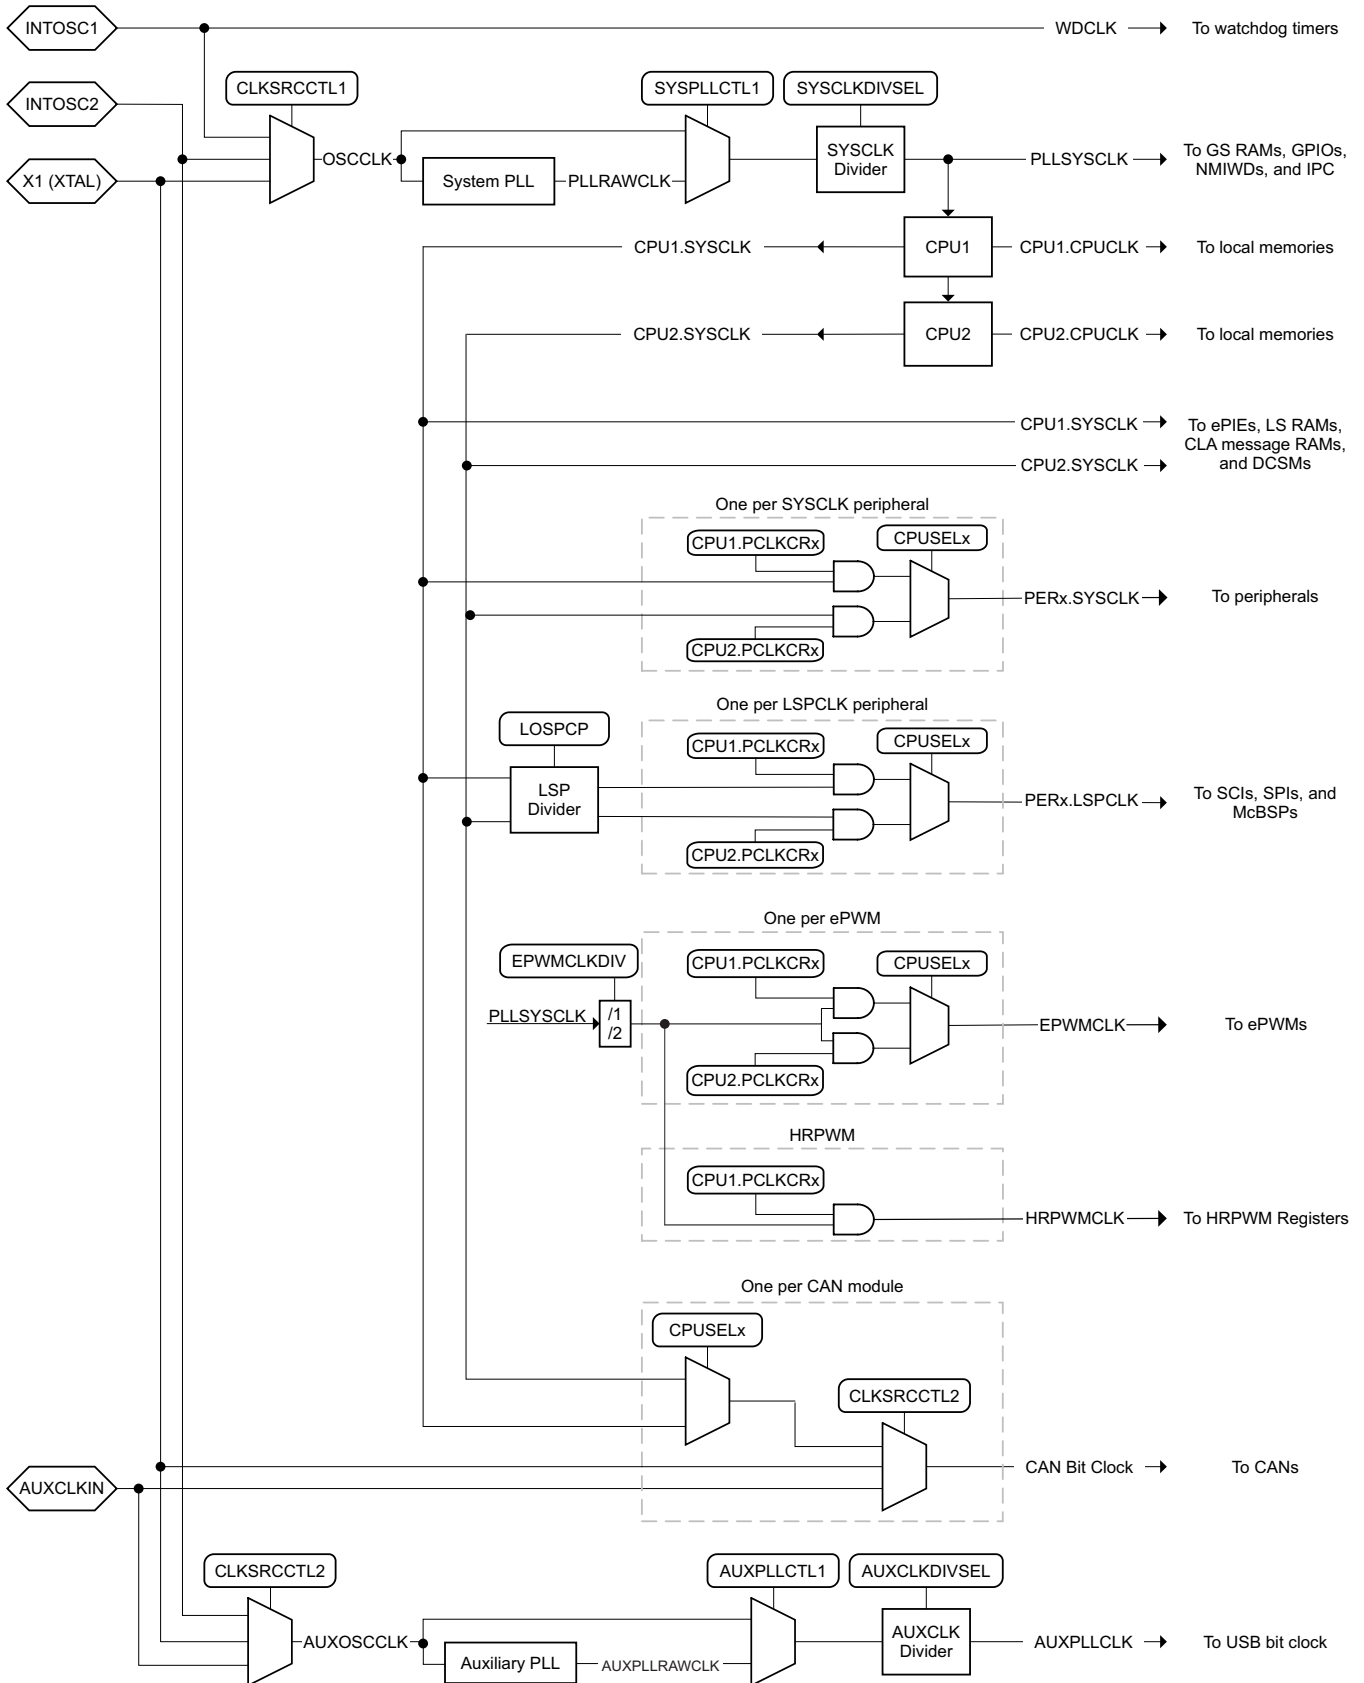 INTOSC1
WDCLK
To watchdog timers
INTOSC2
CLKSRCCTL1
SYSPLLCTL1
SYSCLKDIVSEL
X1 (XTAL)
OSCCLK
System PLL
PLLRAWCLK
SYSCLK
Divider
PLLSYSCLK
To GS RAMs, GPIOs,
NMIWDs, and IPC
CPU1.SYSCLK
CPU1
CPU1.CPUCLK
To local memories
CPU2.SYSCLK
CPU2
CPU2.CPUCLK
To local memories
CPU1.SYSCLK
CPU2.SYSCLK
To ePIEs, LS RAMs,
CLA message RAMs,
and DCSMs
One per SYSCLK peripheral
CPU1.PCLKCRx
CPUSELx
CPU2.PCLKCRx
PERx.SYSCLK
To peripherals
One per LSPCLK peripheral
LOSPCP
LSP
Divider
CPU1.PCLKCRx
CPUSELx
CPU2.PCLKCRx
PERx.LSPCLK
To SCIs, SPIs, and
McBSPs
One per ePWM
EPWMCLKDIV
PLLSYSCLK
/1
/2
CPU1.PCLKCRx
CPUSELx
CPU2.PCLKCRx
EPWMCLK
To ePWMs
HRPWM
CPU1.PCLKCRx
HRPWMCLK
To HRPWM Registers
One per CAN module
CPUSELx
CLKSRCCTL2
AUXCLKIN
CAN Bit Clock
To CANs
CLKSRCCTL2
AUXPLLCTL1
AUXCLKDIVSEL
AUXOSCCLK
Auxiliary PLL
AUXPLLRAWCLK
AUXCLK
Divider
AUXPLLCLK
To USB bit clock